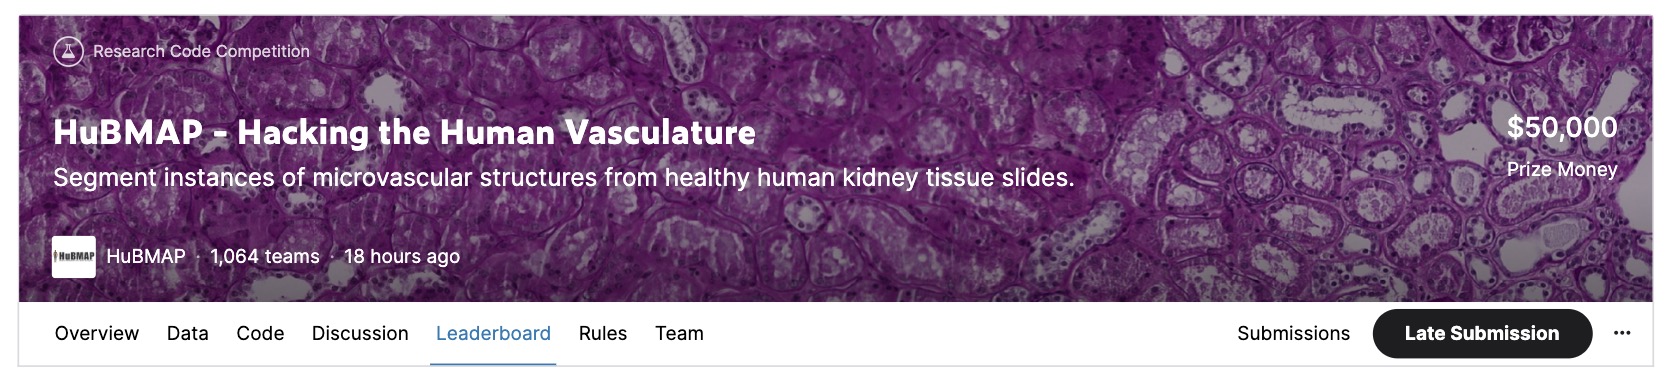 Research Code Competition
HuBMAP - Hacking the Human Vasculature
$50,000
Segment instances of microvascular structures from healthy human kidney tissue slides.
Prize Money
HuBMAP
HuBMAP · 1,064 teams · 18 hours ago
Overview Data Code Discussion Leaderboard Rules Team Submissions Late Submission ...